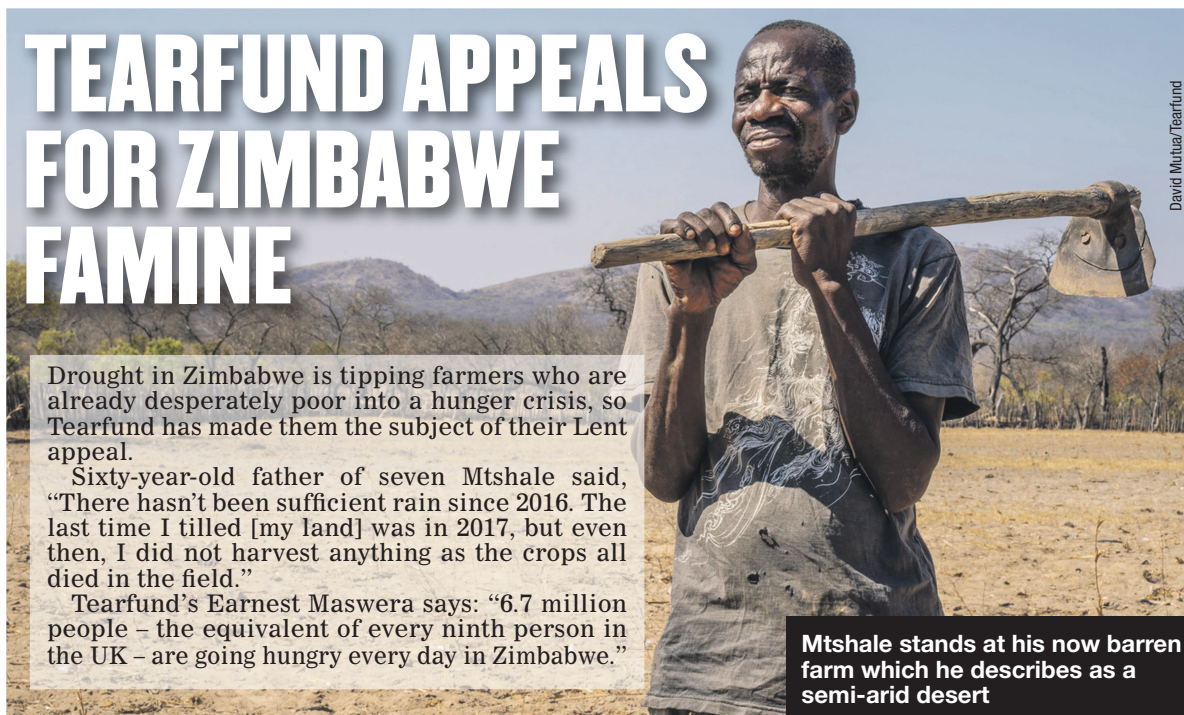 TEARFUND APPEALS
FOR ZIMBABWE
FAMINE
David Mutua/Tearfund
Drought in Zimbabwe is tipping farmers who are
already desperately poor into a hunger crisis, so
Tearfund has made them the subject of their Lent
appeal.
Sixty-year-old father of seven Mtshale said,
“There hasn’t been sufficient rain since 2016. The
last time I tilled [my land] was in 2017, but even
then, I did not harvest anything as the crops all
died in the field.”
Tearfund’s Earnest Maswera says: “6.7 million
people – the equivalent of every ninth person in
the UK – are going hungry every day in Zimbabwe.”
Mtshale stands at his now barren
farm which he describes as a
semi-arid desert